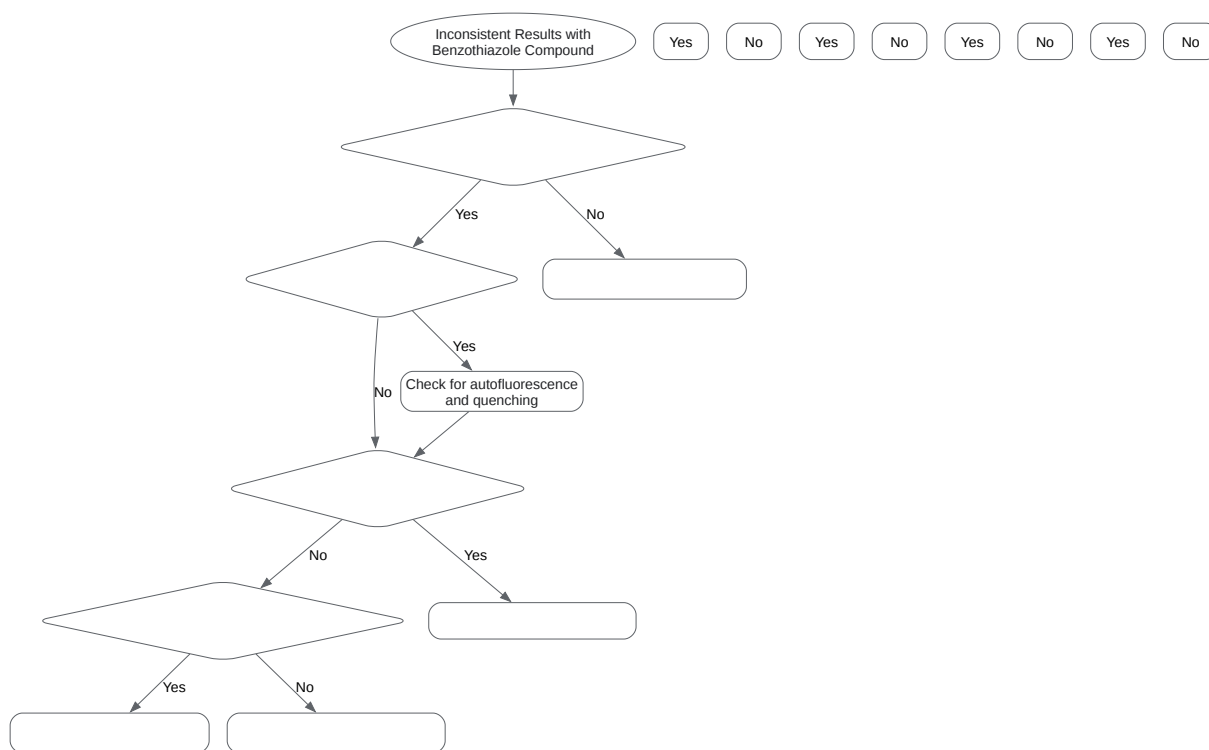 Inconsistent Results with
Benzothiazole Compound
Yes
No
Yes
No
Yes
No
Yes
No
Yes
No
Yes
No
Check for autofluorescence
and quenching
No
Yes
Yes
No